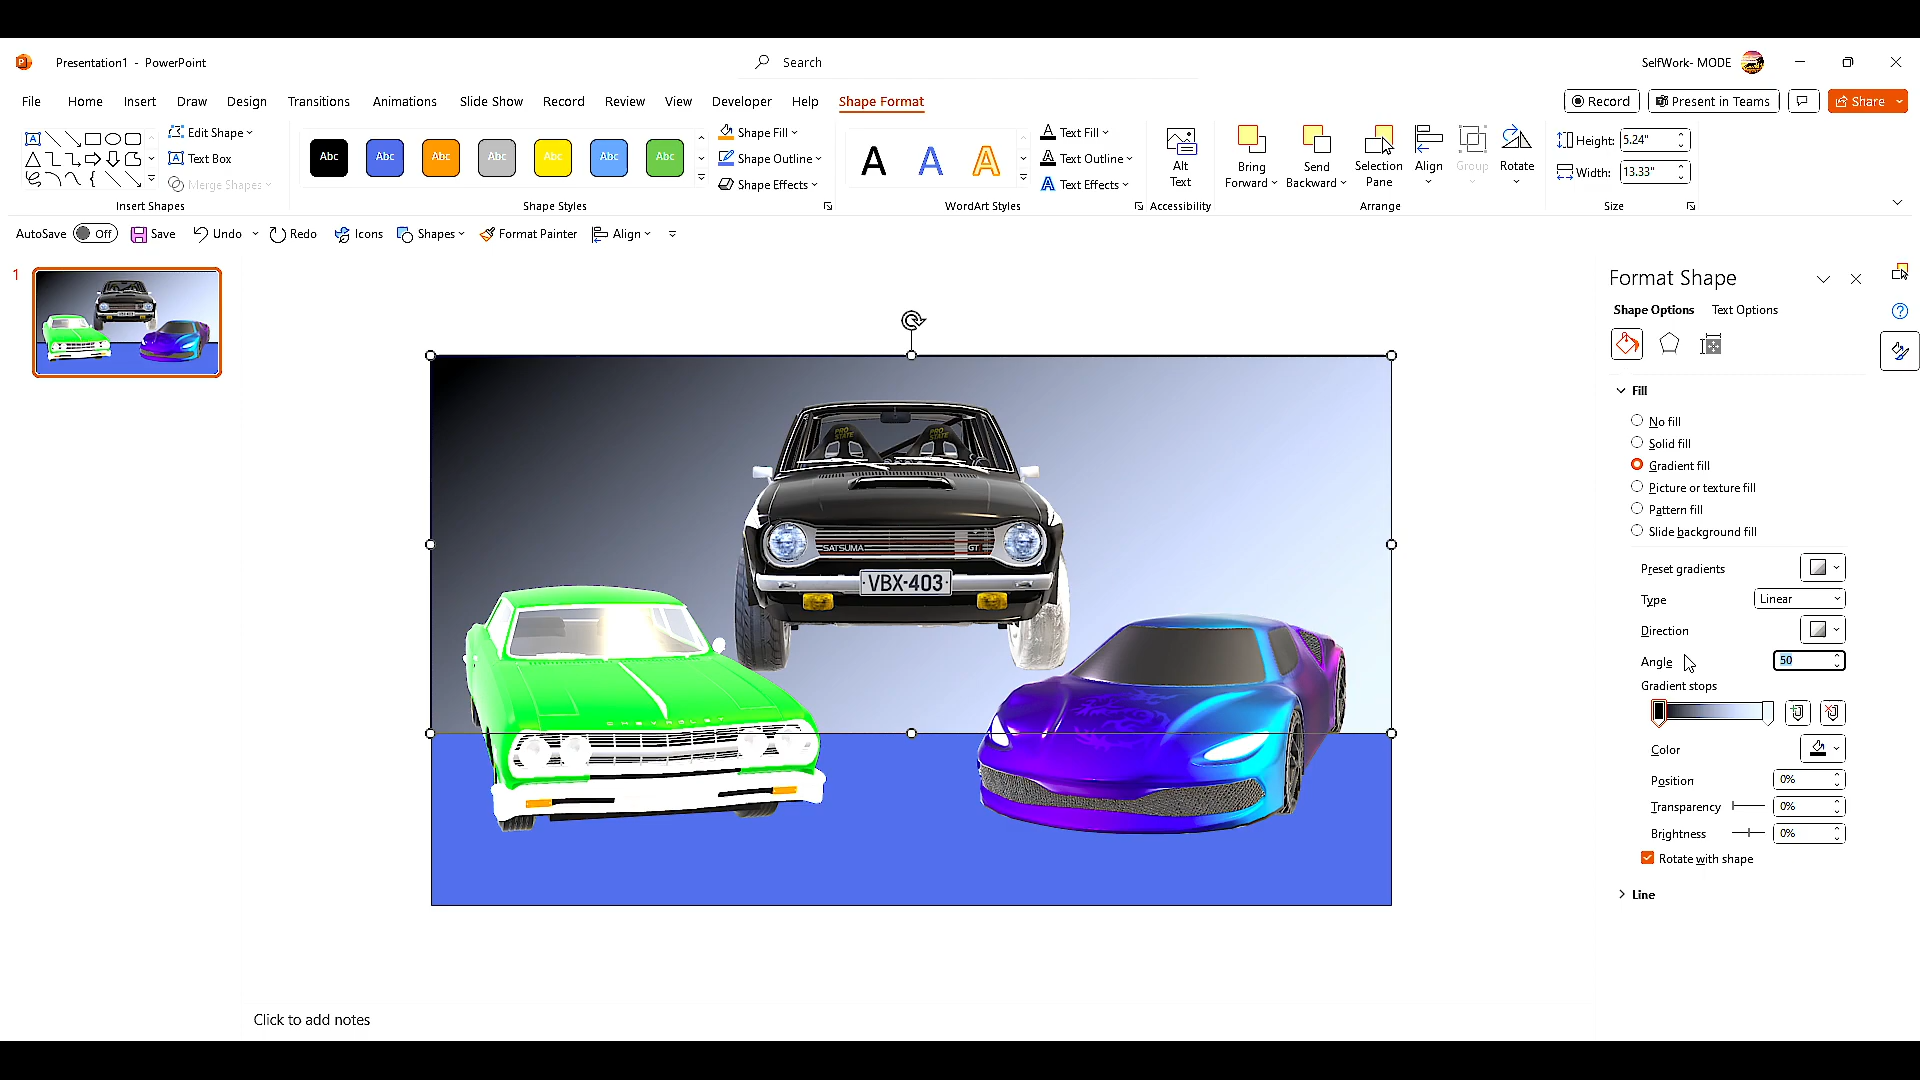 Presentation1 - PowerPoint
Search
SelfWork- MODE
File Home Insert Draw Design Transitions Animations Slide Show Record Review View Developer Help Shape Format
Record Present in Teams Share
Edit Shape
Text Box
Merge Shapes
Insert Shapes
Abc Abc Abc Abc Abc Abc Abc
Shape Styles
Shape Fill
Shape Outline
Shape Effects
A A A
WordArt Styles
Text Fill
Text Outline
Text Effects
Alt Text
Accessibility
Bring Forward
Send Backward
Selection Pane
Align
Group
Rotate
Arrange
Height: 5.24"
Width: 13.33"
Size
AutoSave Off Save Undo Redo Icons Shapes Format Painter Align
1
PRO STATE PRO STATE
SATSUMA GT
VBX-403
CHEVROLET
Format Shape
Shape Options Text Options
Fill
No fill
Solid fill
Gradient fill
Picture or texture fill
Pattern fill
Slide background fill
Preset gradients
Type Linear
Direction
Angle 50
Gradient stops
Color
Position 0%
Transparency 0%
Brightness 0%
Rotate with shape
Line
Click to add notes